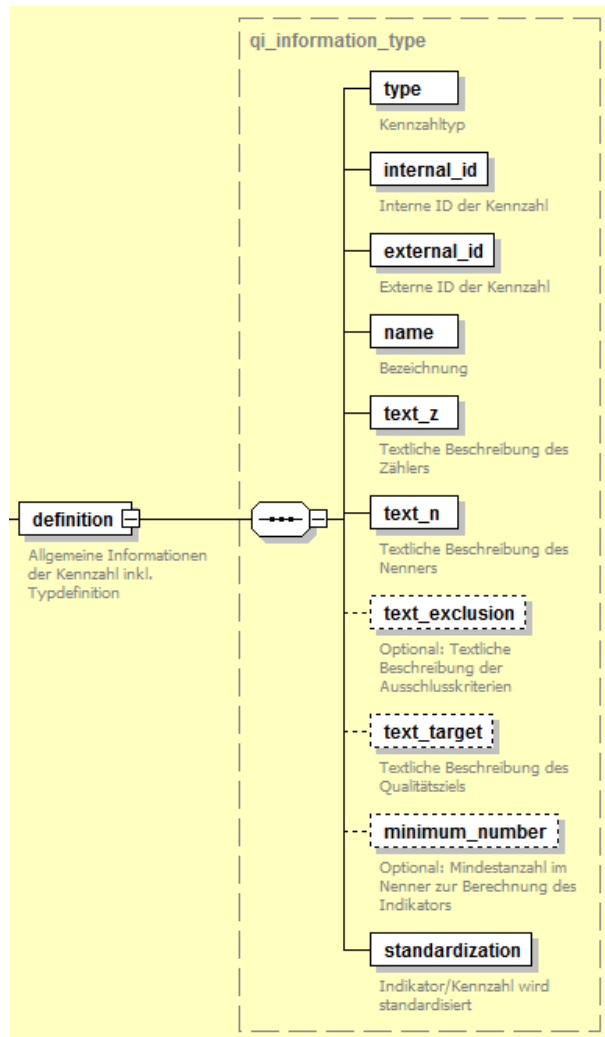 qi_information_type
type
Kennzahltyp
internal_id
Interne ID der Kennzahl
external_id
Externe ID der Kennzahl
name
Bezeichnung
text_z
Textliche Beschreibung des
Zählers
definition
Allgemeine Informationen
der Kennzahl inkl.
Typdefinition
text_n
Textliche Beschreibung des
Nenners
text_exclusion
Optional: Textliche
Beschreibung der
Ausschlusskriterien
text_target
Textliche Beschreibung des
Qualitätsziels
minimum_number
Optional: Mindestanzahl im
Nenner zur Berechnung des
Indikators
standardization
Indikator/Kennzahl wird
standardisiert